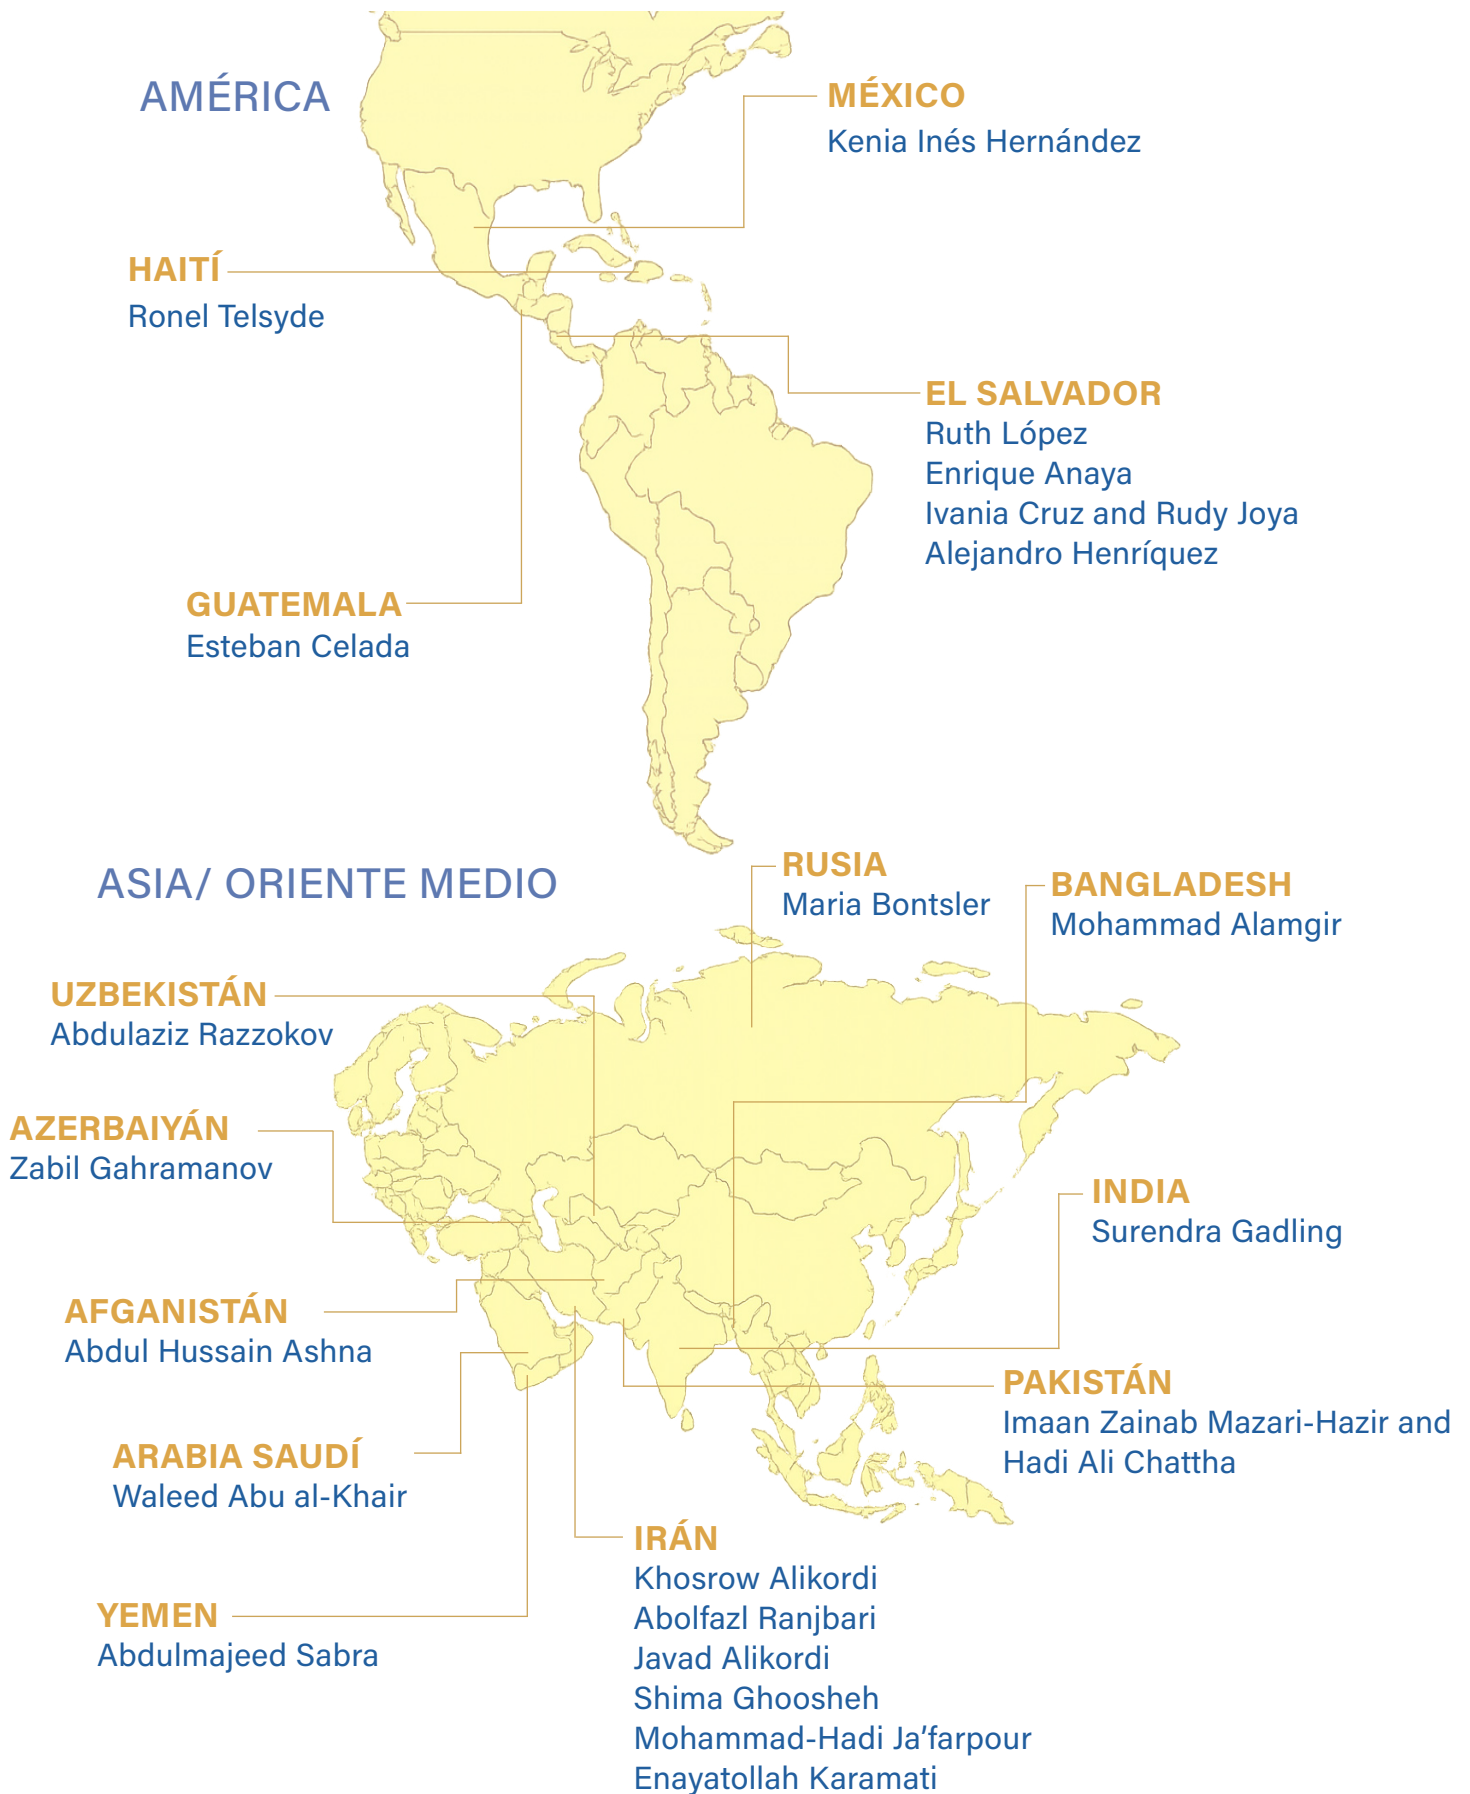 AMÉRICA
MÉXICO
Kenia Inés Hernández
HAITÍ
Ronel Telsyde
EL SALVADOR
Ruth López
Enrique Anaya
Ivania Cruz and Rudy Joya
Alejandro Henríquez
GUATEMALA
Esteban Celada
ASIA/ ORIENTE MEDIO
RUSIA
Maria Bontsler
BANGLADESH
Mohammad Alamgir
UZBEKISTÁN
Abdulaziz Razzokov
AZERBAIYÁN
Zabil Gahramanov
INDIA
Surendra Gadling
AFGANISTÁN
Abdul Hussain Ashna
PAKISTÁN
Imaan Zainab Mazari-Hazir and
Hadi Ali Chattha
ARABIA SAUDÍ
Waleed Abu al-Khair
IRÁN
Khosrow Alikordi
Abolfazl Ranjbari
Javad Alikordi
Shima Ghoosheh
Mohammad-Hadi Ja’farpour
Enayatollah Karamati
YEMEN
Abdulmajeed Sabra